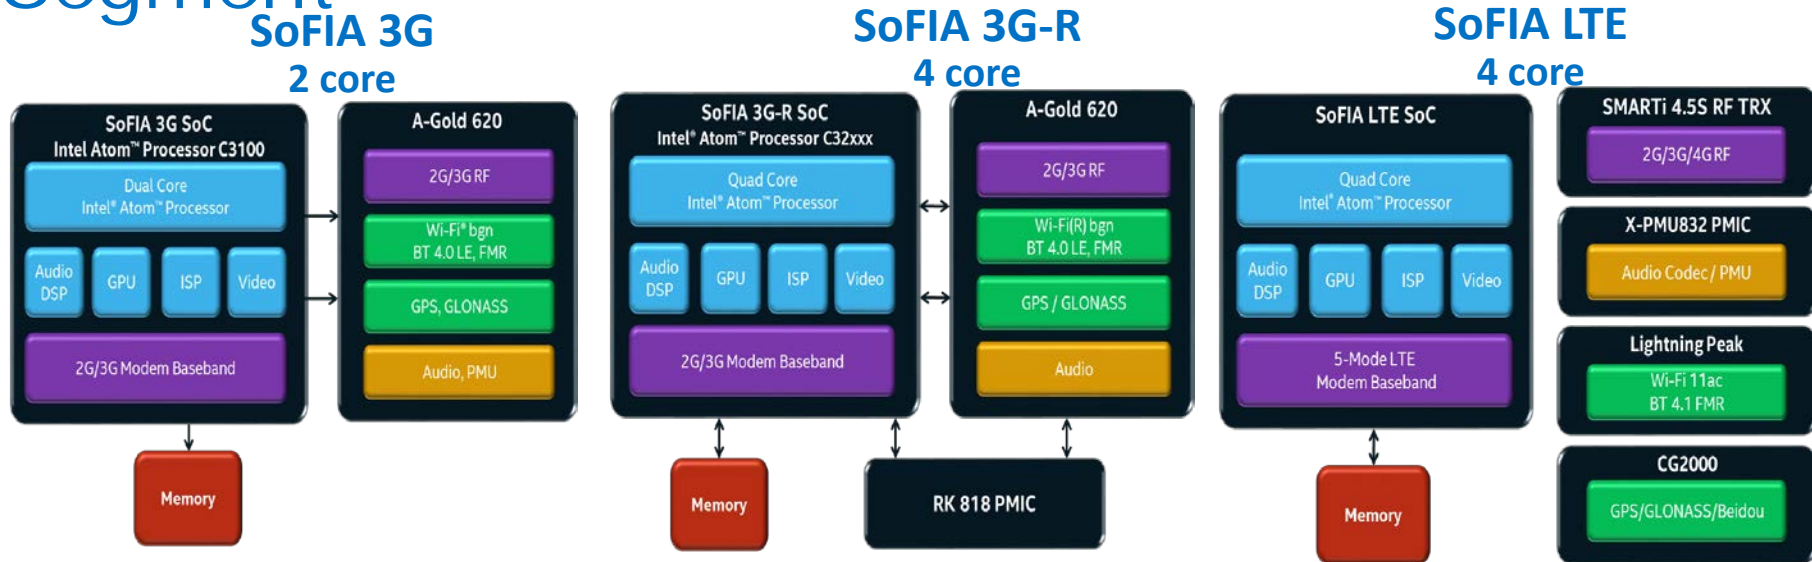 Segment
SoFIA 3G
2 core
SoFIA 3G SoC
Intel Atom™ Processor C3100
Dual Core
Intel® Atom™ Processor
Audio
DSP
GPU
ISP
Video
2G/3G Modem Baseband
Memory
A-Gold 620
2G/3G RF
Wi-Fi® bgn
BT 4.0 LE, FMR
GPS, GLONASS
Audio, PMU
SoFIA 3G-R
4 core
SoFIA 3G-R SoC
Intel® Atom™ Processor C32xxx
Quad Core
Intel® Atom™ Processor
Audio
DSP
GPU
ISP
Video
2G/3G Modem Baseband
Memory
A-Gold 620
2G/3G RF
Wi-Fi(R) bgn
BT 4.0 LE, FMR
GPS / GLONASS
Audio
RK 818 PMIC
SoFIA LTE
4 core
SoFIA LTE SoC
Quad Core
Intel® Atom™ Processor
Audio
DSP
GPU
ISP
Video
5-Mode LTE
Modem Baseband
Memory
SMARTi 4.5S RF TRX
2G/3G/4G RF
X-PMU832 PMIC
Audio Codec / PMU
Lightning Peak
Wi-Fi 11ac
BT 4.1 FMR
CG2000
GPS/GLONASS/Beidou